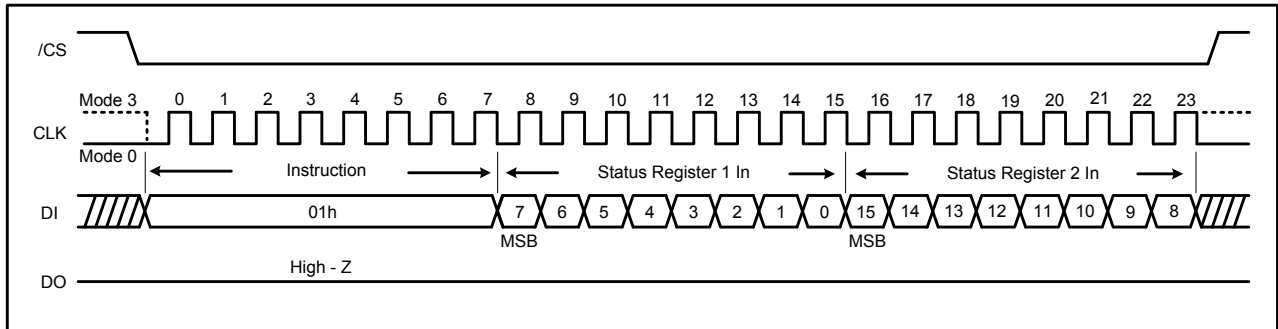 /CS
Mode 3 0 1 2 3 4 5 6 7 8 9 10 11 12 13 14 15 16 17 18 19 20 21 22 23
CLK
Mode 0
Instruction Status Register 1 In Status Register 2 In
DI 01h 7 6 5 4 3 2 1 0 15 14 13 12 11 10 9 8
MSB MSB
High - Z
DO